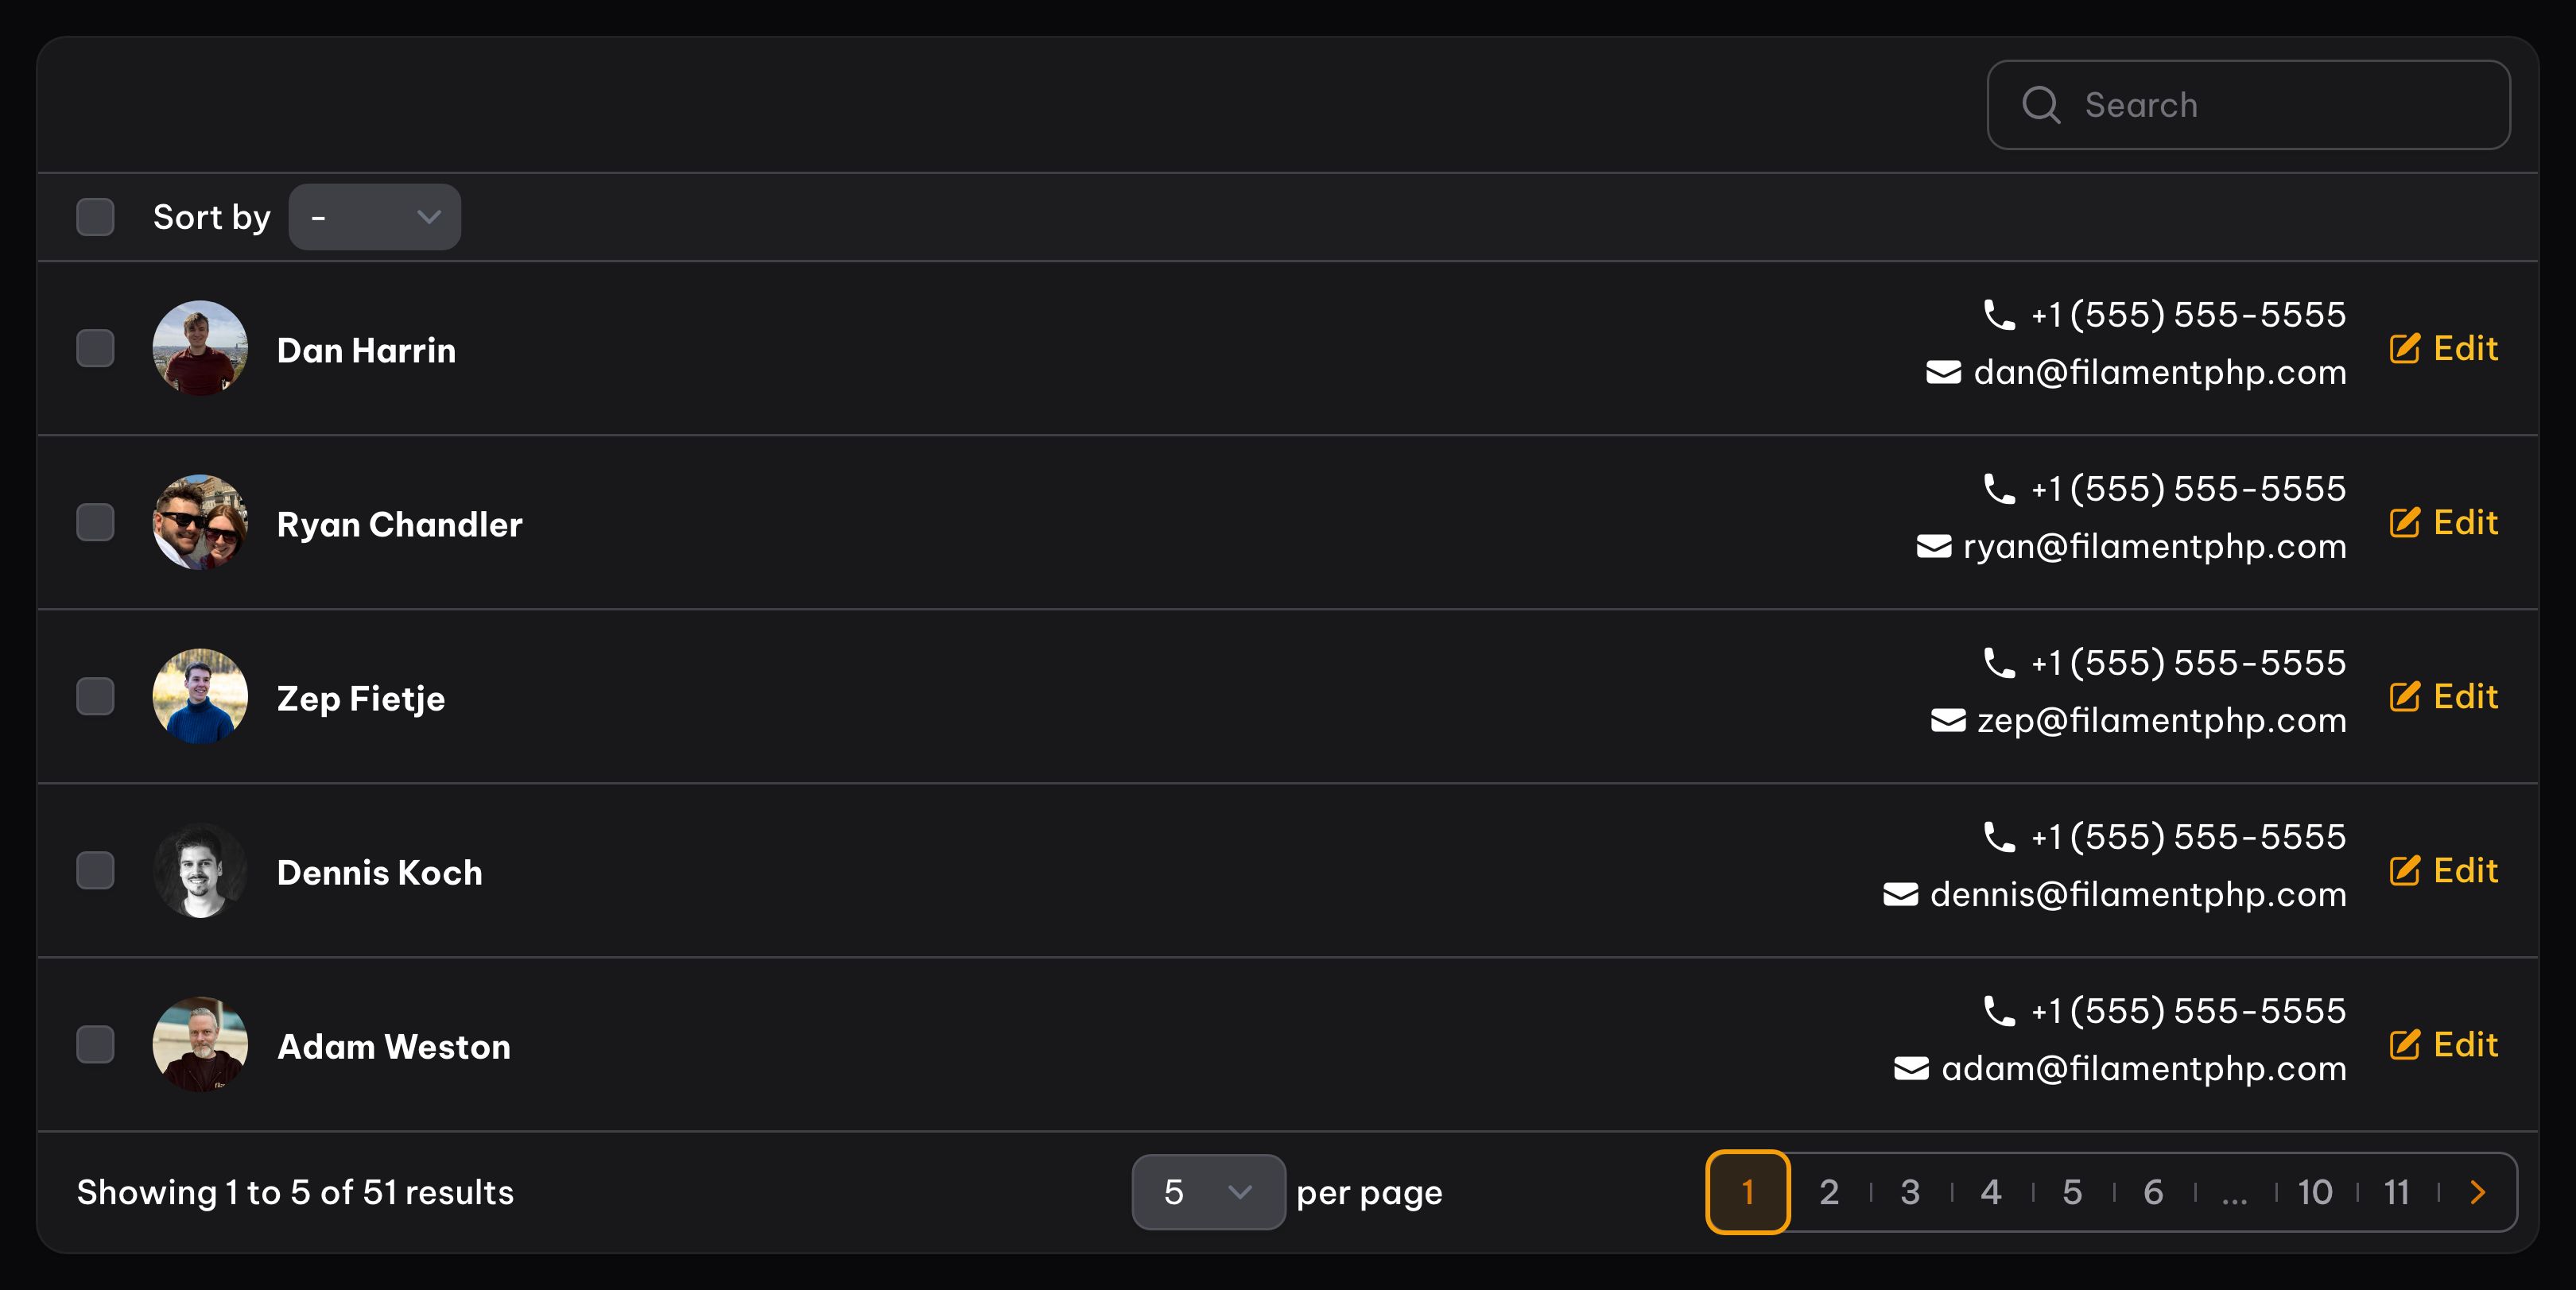 Search
Sort by -
Dan Harrin
+1 (555) 555-5555
dan@filamentphp.com
Edit
Ryan Chandler
+1 (555) 555-5555
ryan@filamentphp.com
Edit
Zep Fietje
+1 (555) 555-5555
zep@filamentphp.com
Edit
Dennis Koch
+1 (555) 555-5555
dennis@filamentphp.com
Edit
Adam Weston
+1 (555) 555-5555
adam@filamentphp.com
Edit
Showing 1 to 5 of 51 results
5 per page
1 2 3 4 5 6 ... 10 11